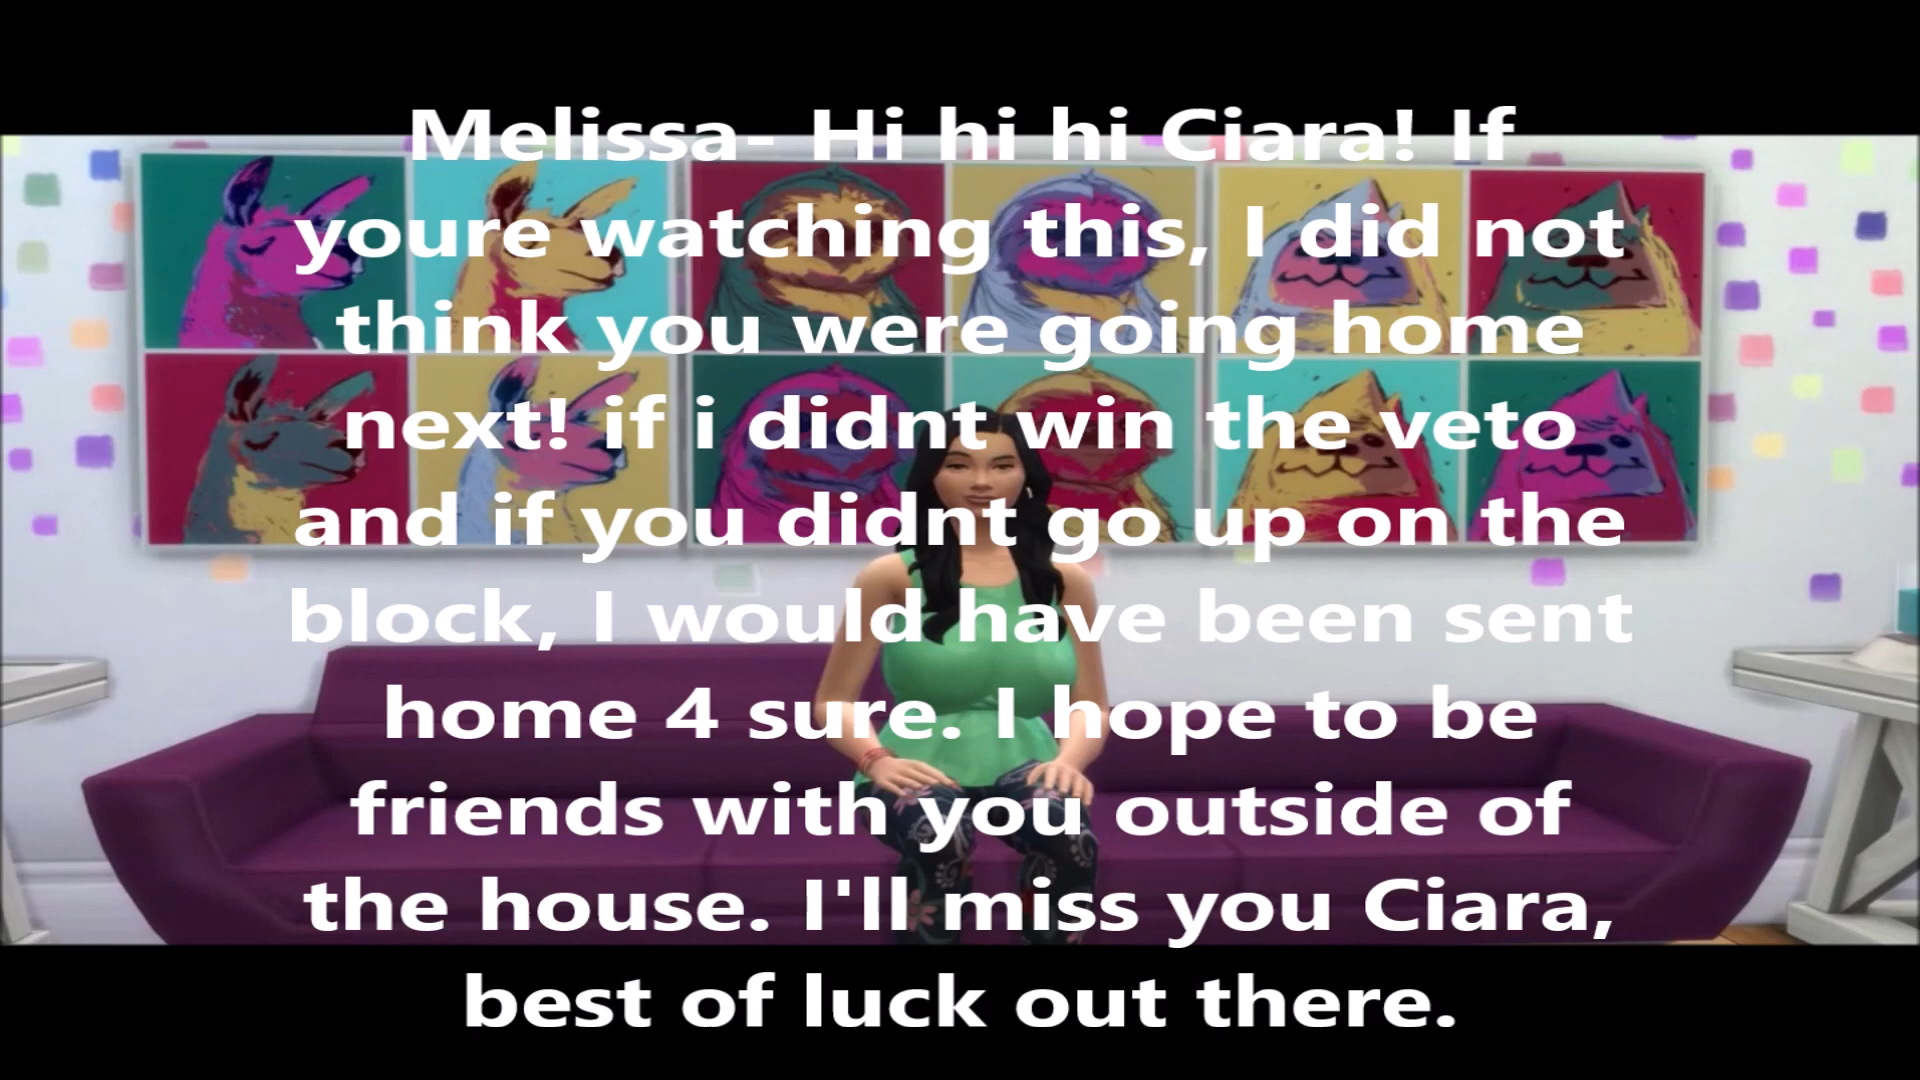 Melissa- Hi hi hi Ciara! If
youre watching this, I did not
think you were going home
next! if i didnt win the veto
and if you didnt go up on the
block, I would have been sent
home 4 sure. I hope to be
friends with you outside of
the house. I'll miss you Ciara,
best of luck out there.